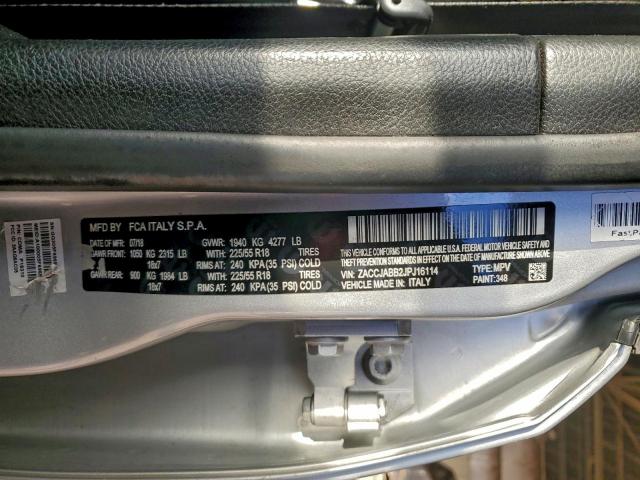 MFD BY FCA ITALY S.P.A.
DATE OF MFR: 07/18 GVWR: 1940 KG 4277 LB
GAWR FRONT: 1050 KG 2315 LB WITH: 225/55 R18 TIRES
18x7 RIMS AT: 240 KPA(35 PSI) COLD
GAWR REAR: 900 KG 1984 LB WITH: 225/55 R18 TIRES
18x7 RIMS AT: 240 KPA(35 PSI) COLD
THIS VEHICLE CONFORMS TO ALL APPLICABLE
U.S.A. FEDERAL MOTOR VEHICLE SAFETY, BUMPER,
AND THEFT PREVENTION STANDARDS IN EFFECT
ON THE DATE OF MANUFACTURE SHOWN ABOVE.
VIN: ZACCJABB2JPJ16114 TYPE: MPV
VEHICLE MADE IN: ITALY PAINT:348